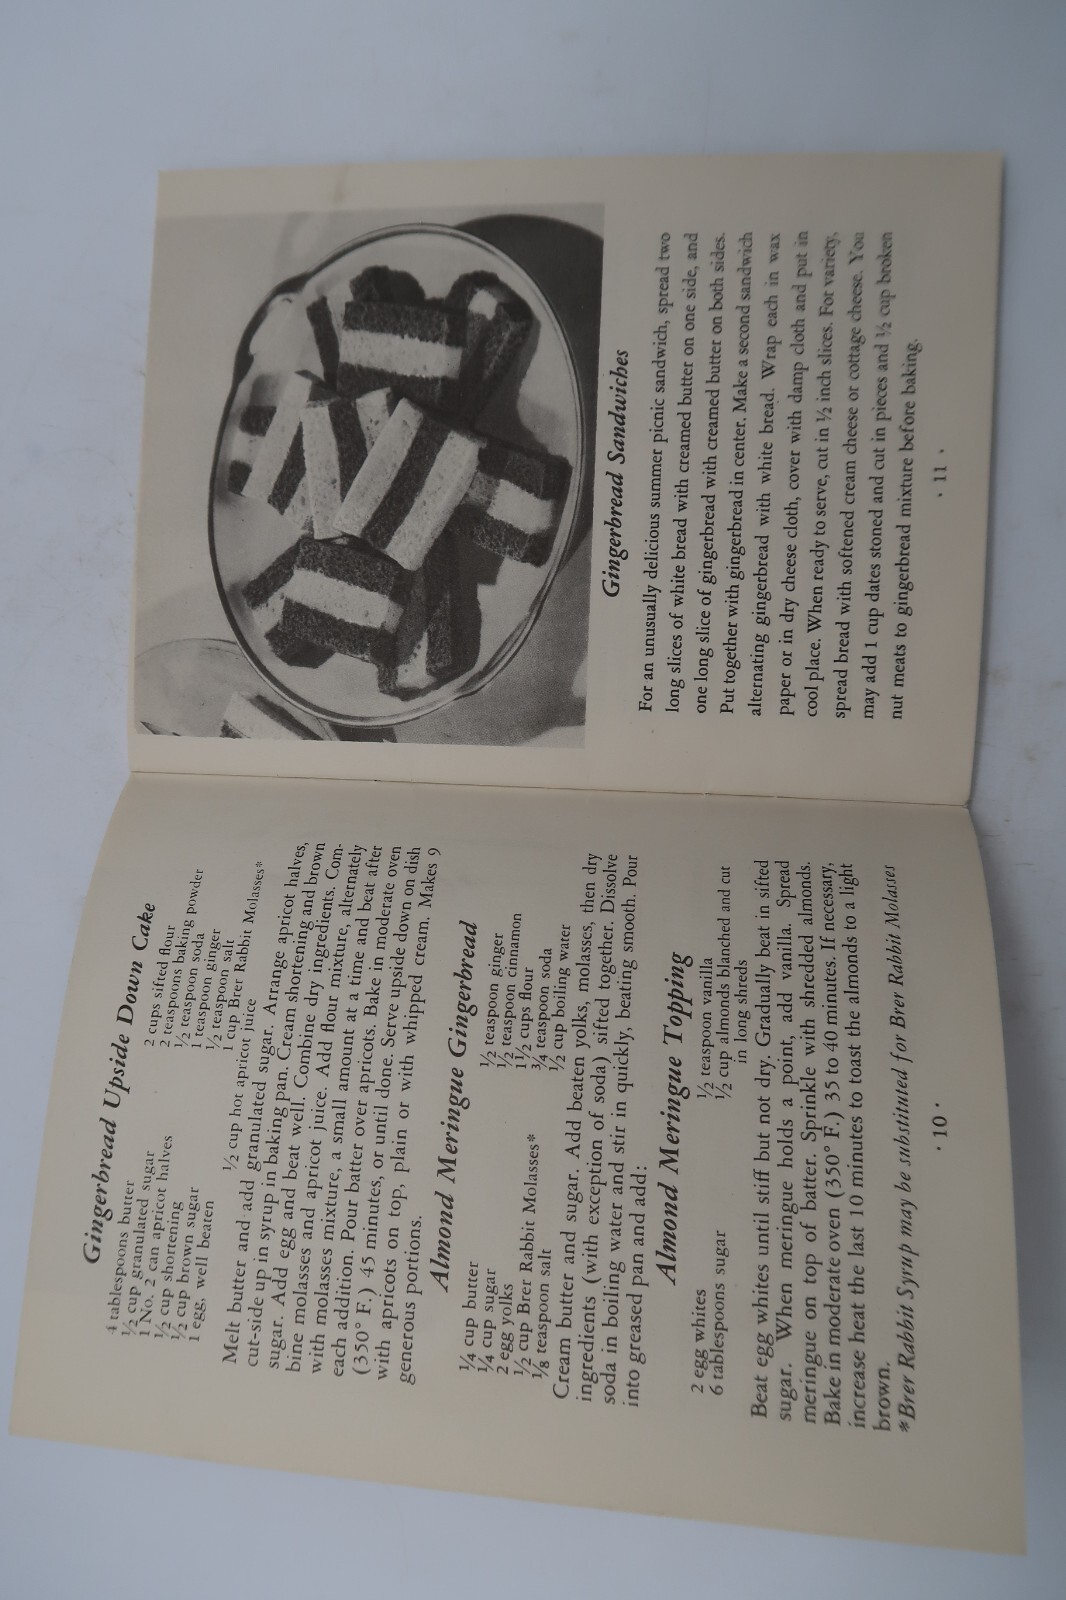 Gingerbread Upside Down Cake
4 tablespoons butter
½ cup granulated sugar
1 No. 2 can apricot halves
½ cup shortening
½ cup brown sugar
1 egg, well beaten
2 cups sifted flour
2 teaspoons baking powder
½ teaspoon soda
1 teaspoon ginger
½ teaspoon salt
1 cup Brer Rabbit Molasses*
½ cup hot apricot juice
Melt butter and add granulated sugar. Arrange apricot halves,
cut-side up in syrup in baking pan. Cream shortening and brown
sugar. Add egg and beat well. Combine dry ingredients. Com-
bine molasses and apricot juice. Add flour mixture, alternately
with molasses mixture, a small amount at a time and beat after
each addition. Pour batter over apricots. Bake in moderate oven
(350° F.) 45 minutes, or until done. Serve upside down on dish
with apricots on top, plain or with whipped cream. Makes 9
generous portions.
Almond Meringue Gingerbread
¼ cup butter
¼ cup sugar
2 egg yolks
½ cup Brer Rabbit Molasses*
⅛ teaspoon salt
½ teaspoon ginger
½ teaspoon cinnamon
1½ cups flour
¾ teaspoon soda
½ cup boiling water
Cream butter and sugar. Add beaten yolks, molasses, then dry
ingredients (with exception of soda) sifted together. Dissolve
soda in boiling water and stir in quickly, beating smooth. Pour
into greased pan and add:
Almond Meringue Topping
2 egg whites
6 tablespoons sugar
½ teaspoon vanilla
½ cup almonds blanched and cut
in long shreds
Beat egg whites until stiff but not dry. Gradually beat in sifted
sugar. When meringue holds a point, add vanilla. Spread
meringue on top of batter. Sprinkle with shredded almonds.
Bake in moderate oven (350° F.) 35 to 40 minutes. If necessary,
increase heat the last 10 minutes to toast the almonds to a light
brown.
*Brer Rabbit Syrup may be substituted for Brer Rabbit Molasses
· 10 ·
Gingerbread Sandwiches
For an unusually delicious summer picnic sandwich, spread two
long slices of white bread with creamed butter on one side, and
one long slice of gingerbread with creamed butter on both sides.
Put together with gingerbread in center. Make a second sandwich
alternating gingerbread with white bread. Wrap each in wax
paper or in dry cheese cloth, cover with damp cloth and put in
cool place. When ready to serve, cut in ½ inch slices. For variety,
spread bread with softened cream cheese or cottage cheese. You
may add 1 cup dates stoned and cut in pieces and ½ cup broken
nut meats to gingerbread mixture before baking.
· 11 ·